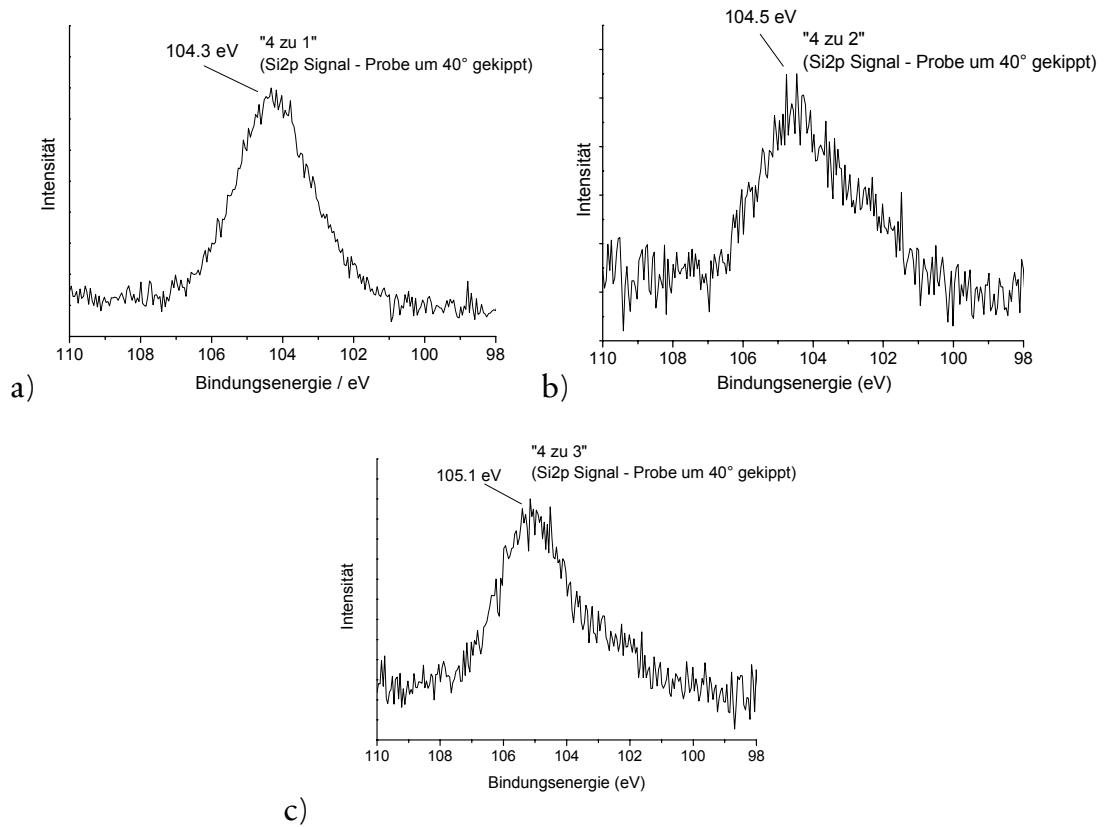 104.3 eV
"4 zu 1"
(Si2p Signal - Probe um 40° gekippt)
Intensität
110 108 106 104 102 100 98
Bindungsenergie / eV
a)
104.5 eV
"4 zu 2"
(Si2p Signal - Probe um 40° gekippt)
Intensität
110 108 106 104 102 100 98
Bindungsenergie (eV)
b)
105.1 eV
"4 zu 3"
(Si2p Signal - Probe um 40° gekippt)
Intensität
110 108 106 104 102 100 98
Bindungsenergie (eV)
c)